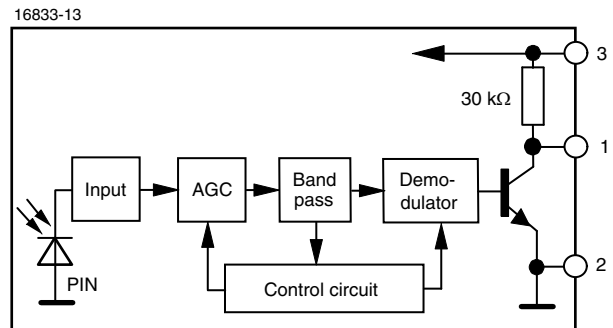 16833-13
3
30 kΩ
1
Input
AGC
Band
pass
Demo-
dulator
2
PIN
Control circuit